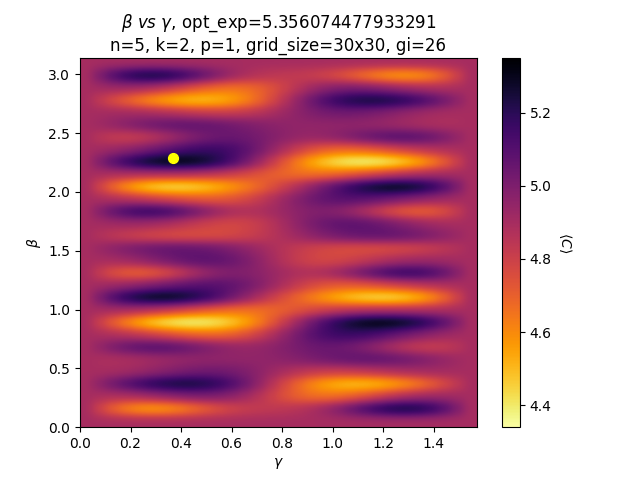 β vs γ, opt_exp=5.356074477933291
n=5, k=2, p=1, grid_size=30x30, gi=26
3.0
2.5
2.0
1.5
1.0
0.5
0.0
β
0.0 0.2 0.4 0.6 0.8 1.0 1.2 1.4
γ
5.2
5.0
4.8
4.6
4.4
⟨C⟩